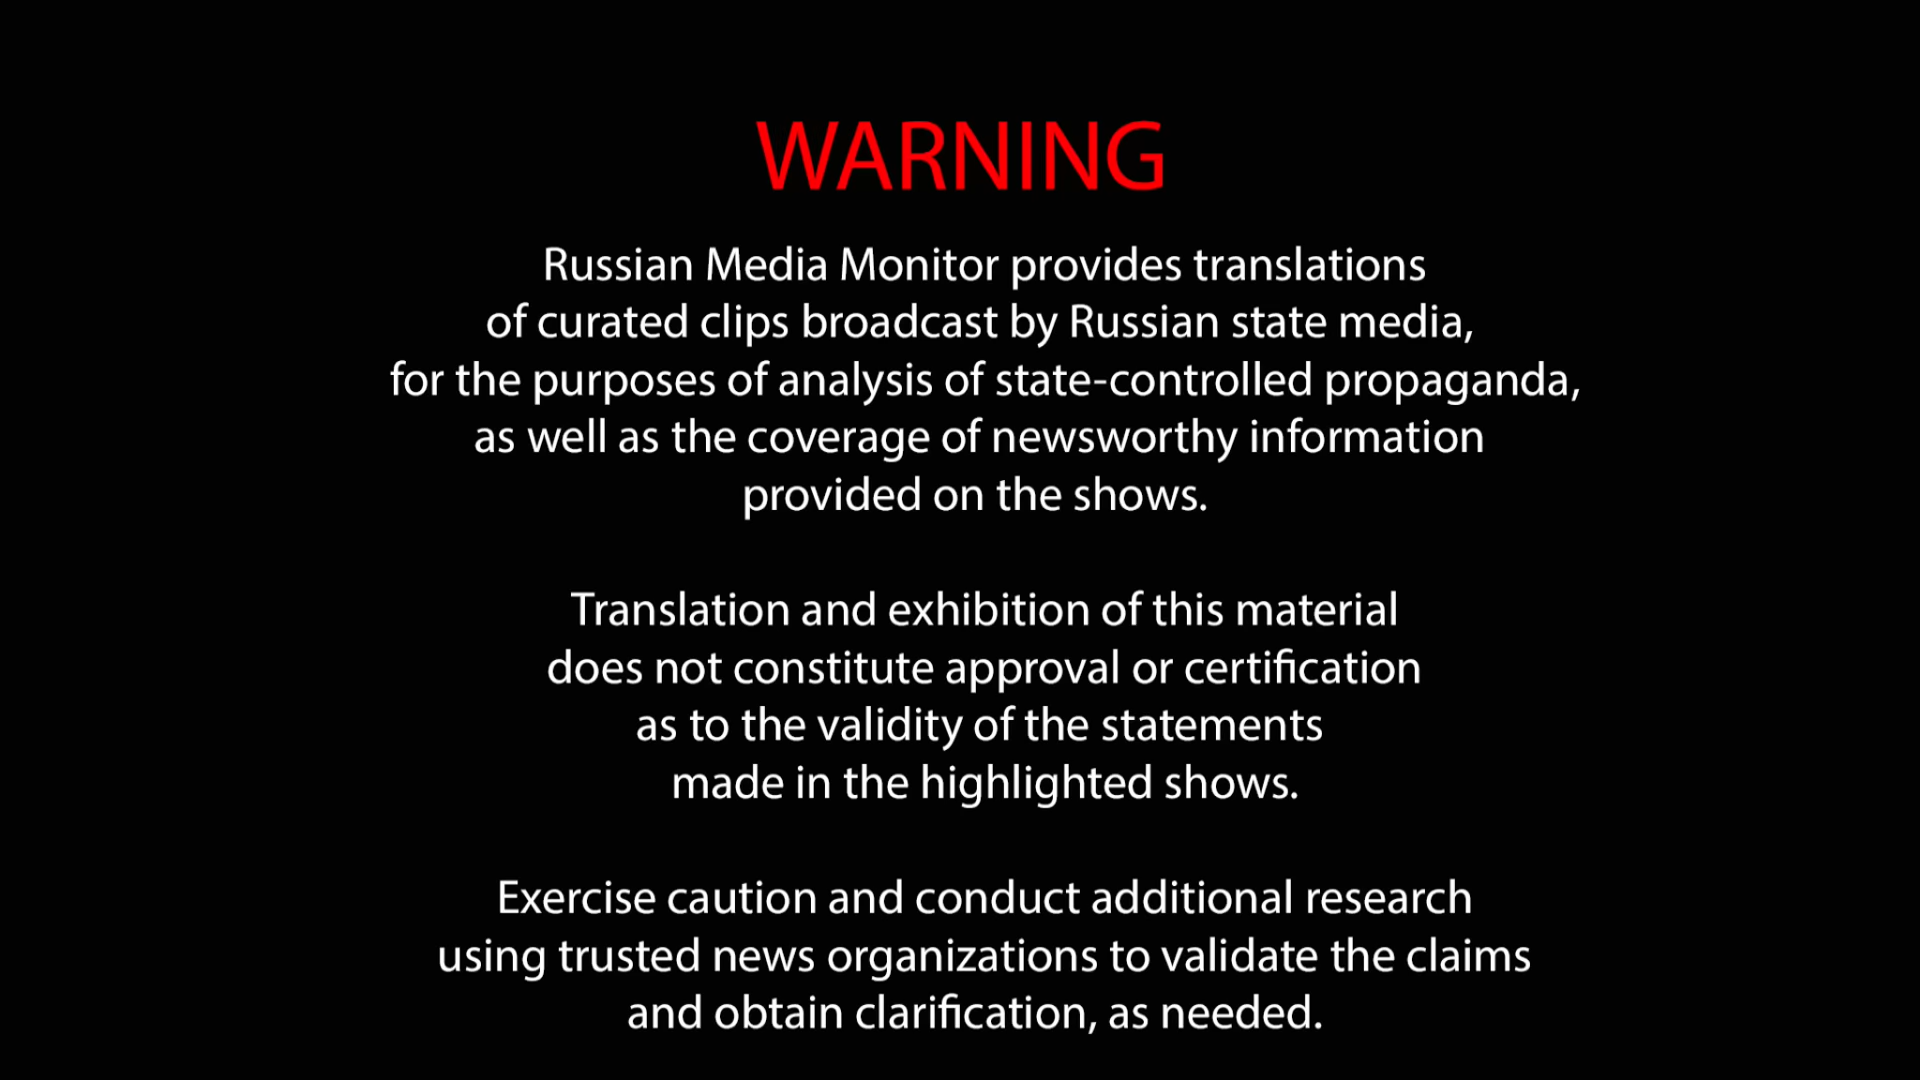 WARNING
Russian Media Monitor provides translations
of curated clips broadcast by Russian state media,
for the purposes of analysis of state-controlled propaganda,
as well as the coverage of newsworthy information
provided on the shows.
Translation and exhibition of this material
does not constitute approval or certification
as to the validity of the statements
made in the highlighted shows.
Exercise caution and conduct additional research
using trusted news organizations to validate the claims
and obtain clarification, as needed.